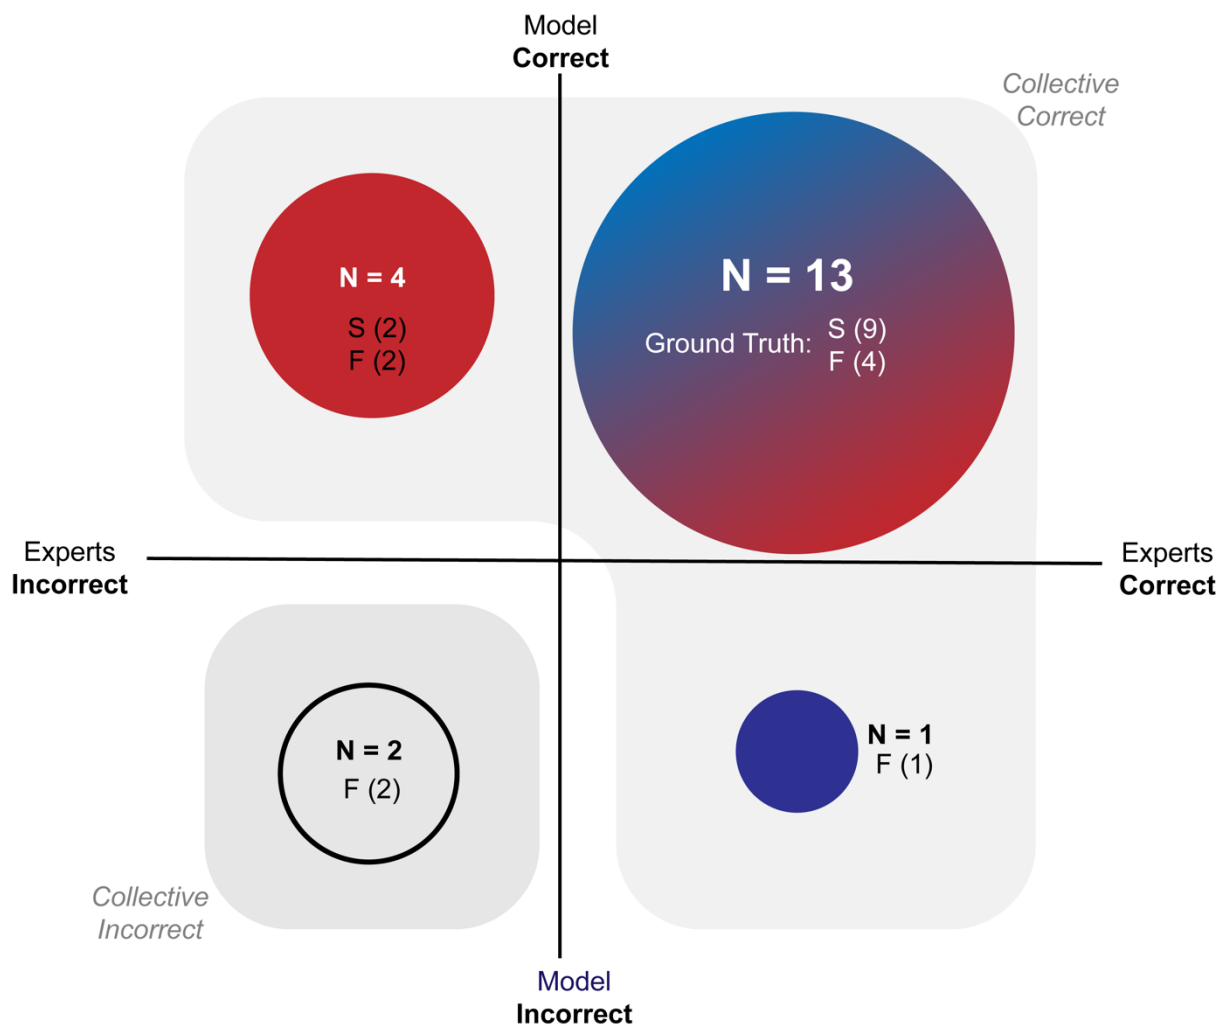 Model
Correct
Collective
Correct
N = 4
S (2)
F (2)
N = 13
Ground Truth: S (9)
F (4)
Experts
Incorrect
Experts
Correct
N = 2
F (2)
N = 1
F (1)
Collective
Incorrect
Model
Incorrect